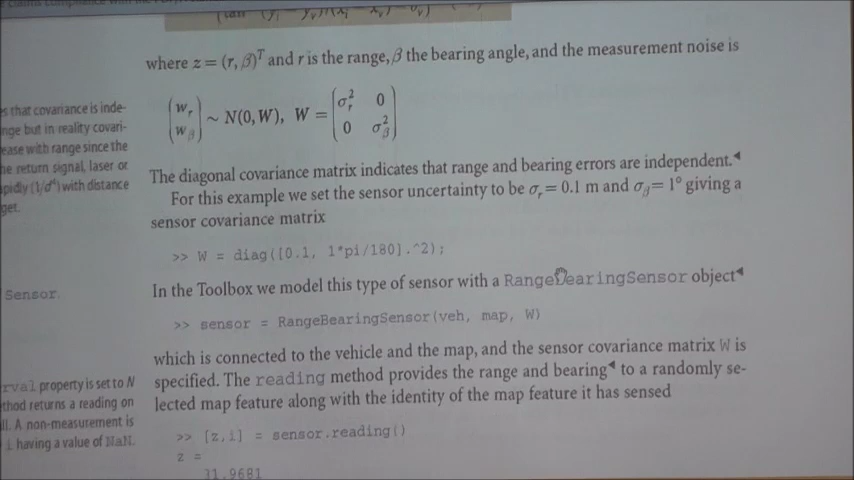 where z = (r, β)ᵀ and r is the range, β the bearing angle, and the measurement noise is
(w_r w_β) ~ N(0, W), W = (σ_r² 0
0 σ_β²)
The diagonal covariance matrix indicates that range and bearing errors are independent.◄
For this example we set the sensor uncertainty to be σ_r = 0.1 m and σ_β = 1° giving a
sensor covariance matrix
>> W = diag([0.1, 1*pi/180].^2);
In the Toolbox we model this type of sensor with a RangeBearingSensor object◄
>> sensor = RangeBearingSensor(veh, map, W)
which is connected to the vehicle and the map, and the sensor covariance matrix W is
specified. The reading method provides the range and bearing◄ to a randomly se-
lected map feature along with the identity of the map feature it has sensed
>> [z,i] = sensor.reading()
z =
31.9681
that covariance is inde-
but in reality covari-
with range since the
return signal, laser or
(1/d⁴) with distance
Sensor.
property is set to N
returns a reading on
A non-measurement is
i having a value of NaN.